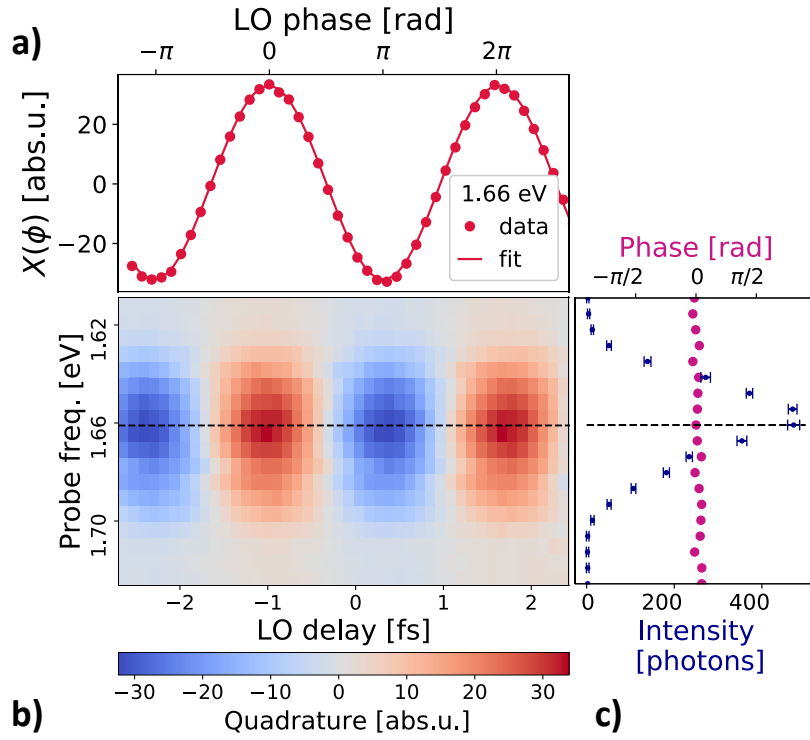 a)
LO phase [rad]
−π 0 π 2π
X(ϕ) [abs.u.]
20
0
−20
1.66 eV
data
fit
Phase [rad]
−π/2 0 π/2
Probe freq. [eV]
1.62
1.66
1.70
−2 −1 0 1 2
LO delay [fs]
0 200 400
Intensity
[photons]
−30 −20 −10 0 10 20 30
Quadrature [abs.u.]
b)
c)